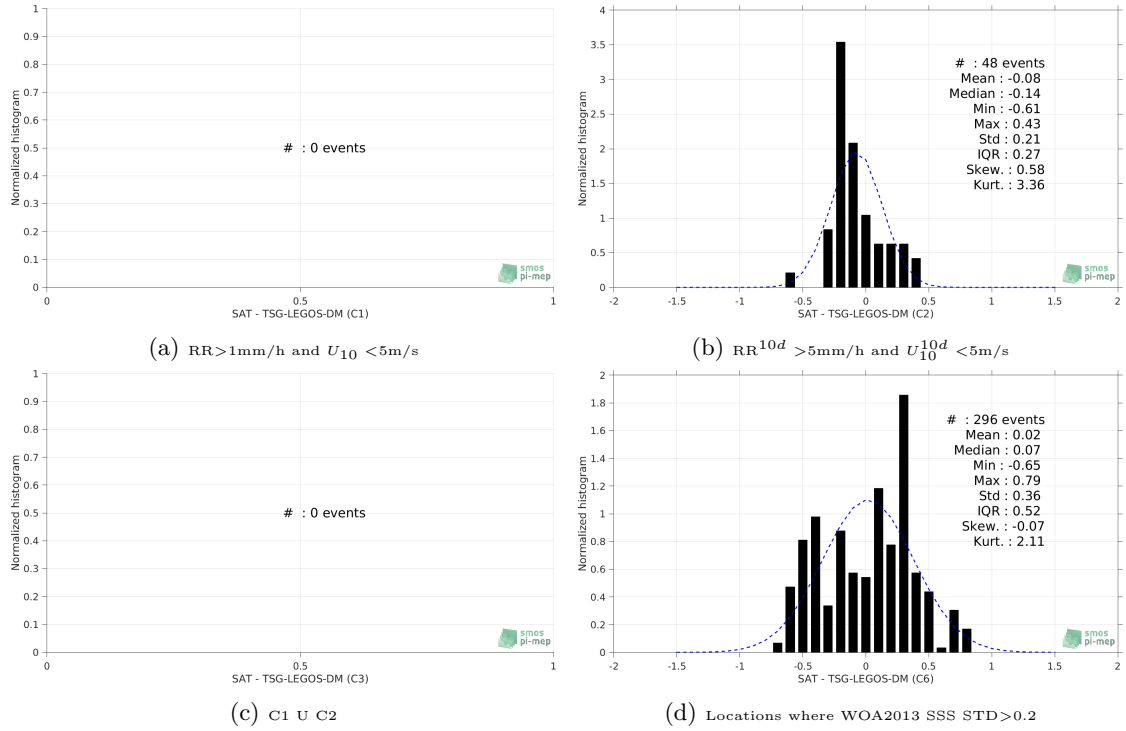 1
0.9
0.8
0.7
0.6
0.5
0.4
0.3
0.2
0.1
0
0 0.5 1
Normalized histogram
# : 0 events
smos
pi-mep
SAT - TSG-LEGOS-DM (C1)
(a) RR>1mm/h and U10 <5m/s
4
3.5
3
2.5
2
1.5
1
0.5
0
-2 -1.5 -1 -0.5 0 0.5 1 1.5 2
Normalized histogram
# : 48 events
Mean : -0.08
Median : -0.14
Min : -0.61
Max : 0.43
Std : 0.21
IQR : 0.27
Skew. : 0.58
Kurt. : 3.36
smos
pi-mep
SAT - TSG-LEGOS-DM (C2)
(b) RR10d >5mm/h and U10d10 <5m/s
1
0.9
0.8
0.7
0.6
0.5
0.4
0.3
0.2
0.1
0
0 0.5 1
Normalized histogram
# : 0 events
smos
pi-mep
SAT - TSG-LEGOS-DM (C3)
(c) C1 U C2
2
1.8
1.6
1.4
1.2
1
0.8
0.6
0.4
0.2
0
-2 -1.5 -1 -0.5 0 0.5 1 1.5 2
Normalized histogram
# : 296 events
Mean : 0.02
Median : 0.07
Min : -0.65
Max : 0.79
Std : 0.36
IQR : 0.52
Skew. : -0.07
Kurt. : 2.11
smos
pi-mep
SAT - TSG-LEGOS-DM (C6)
(d) Locations where WOA2013 SSS STD>0.2